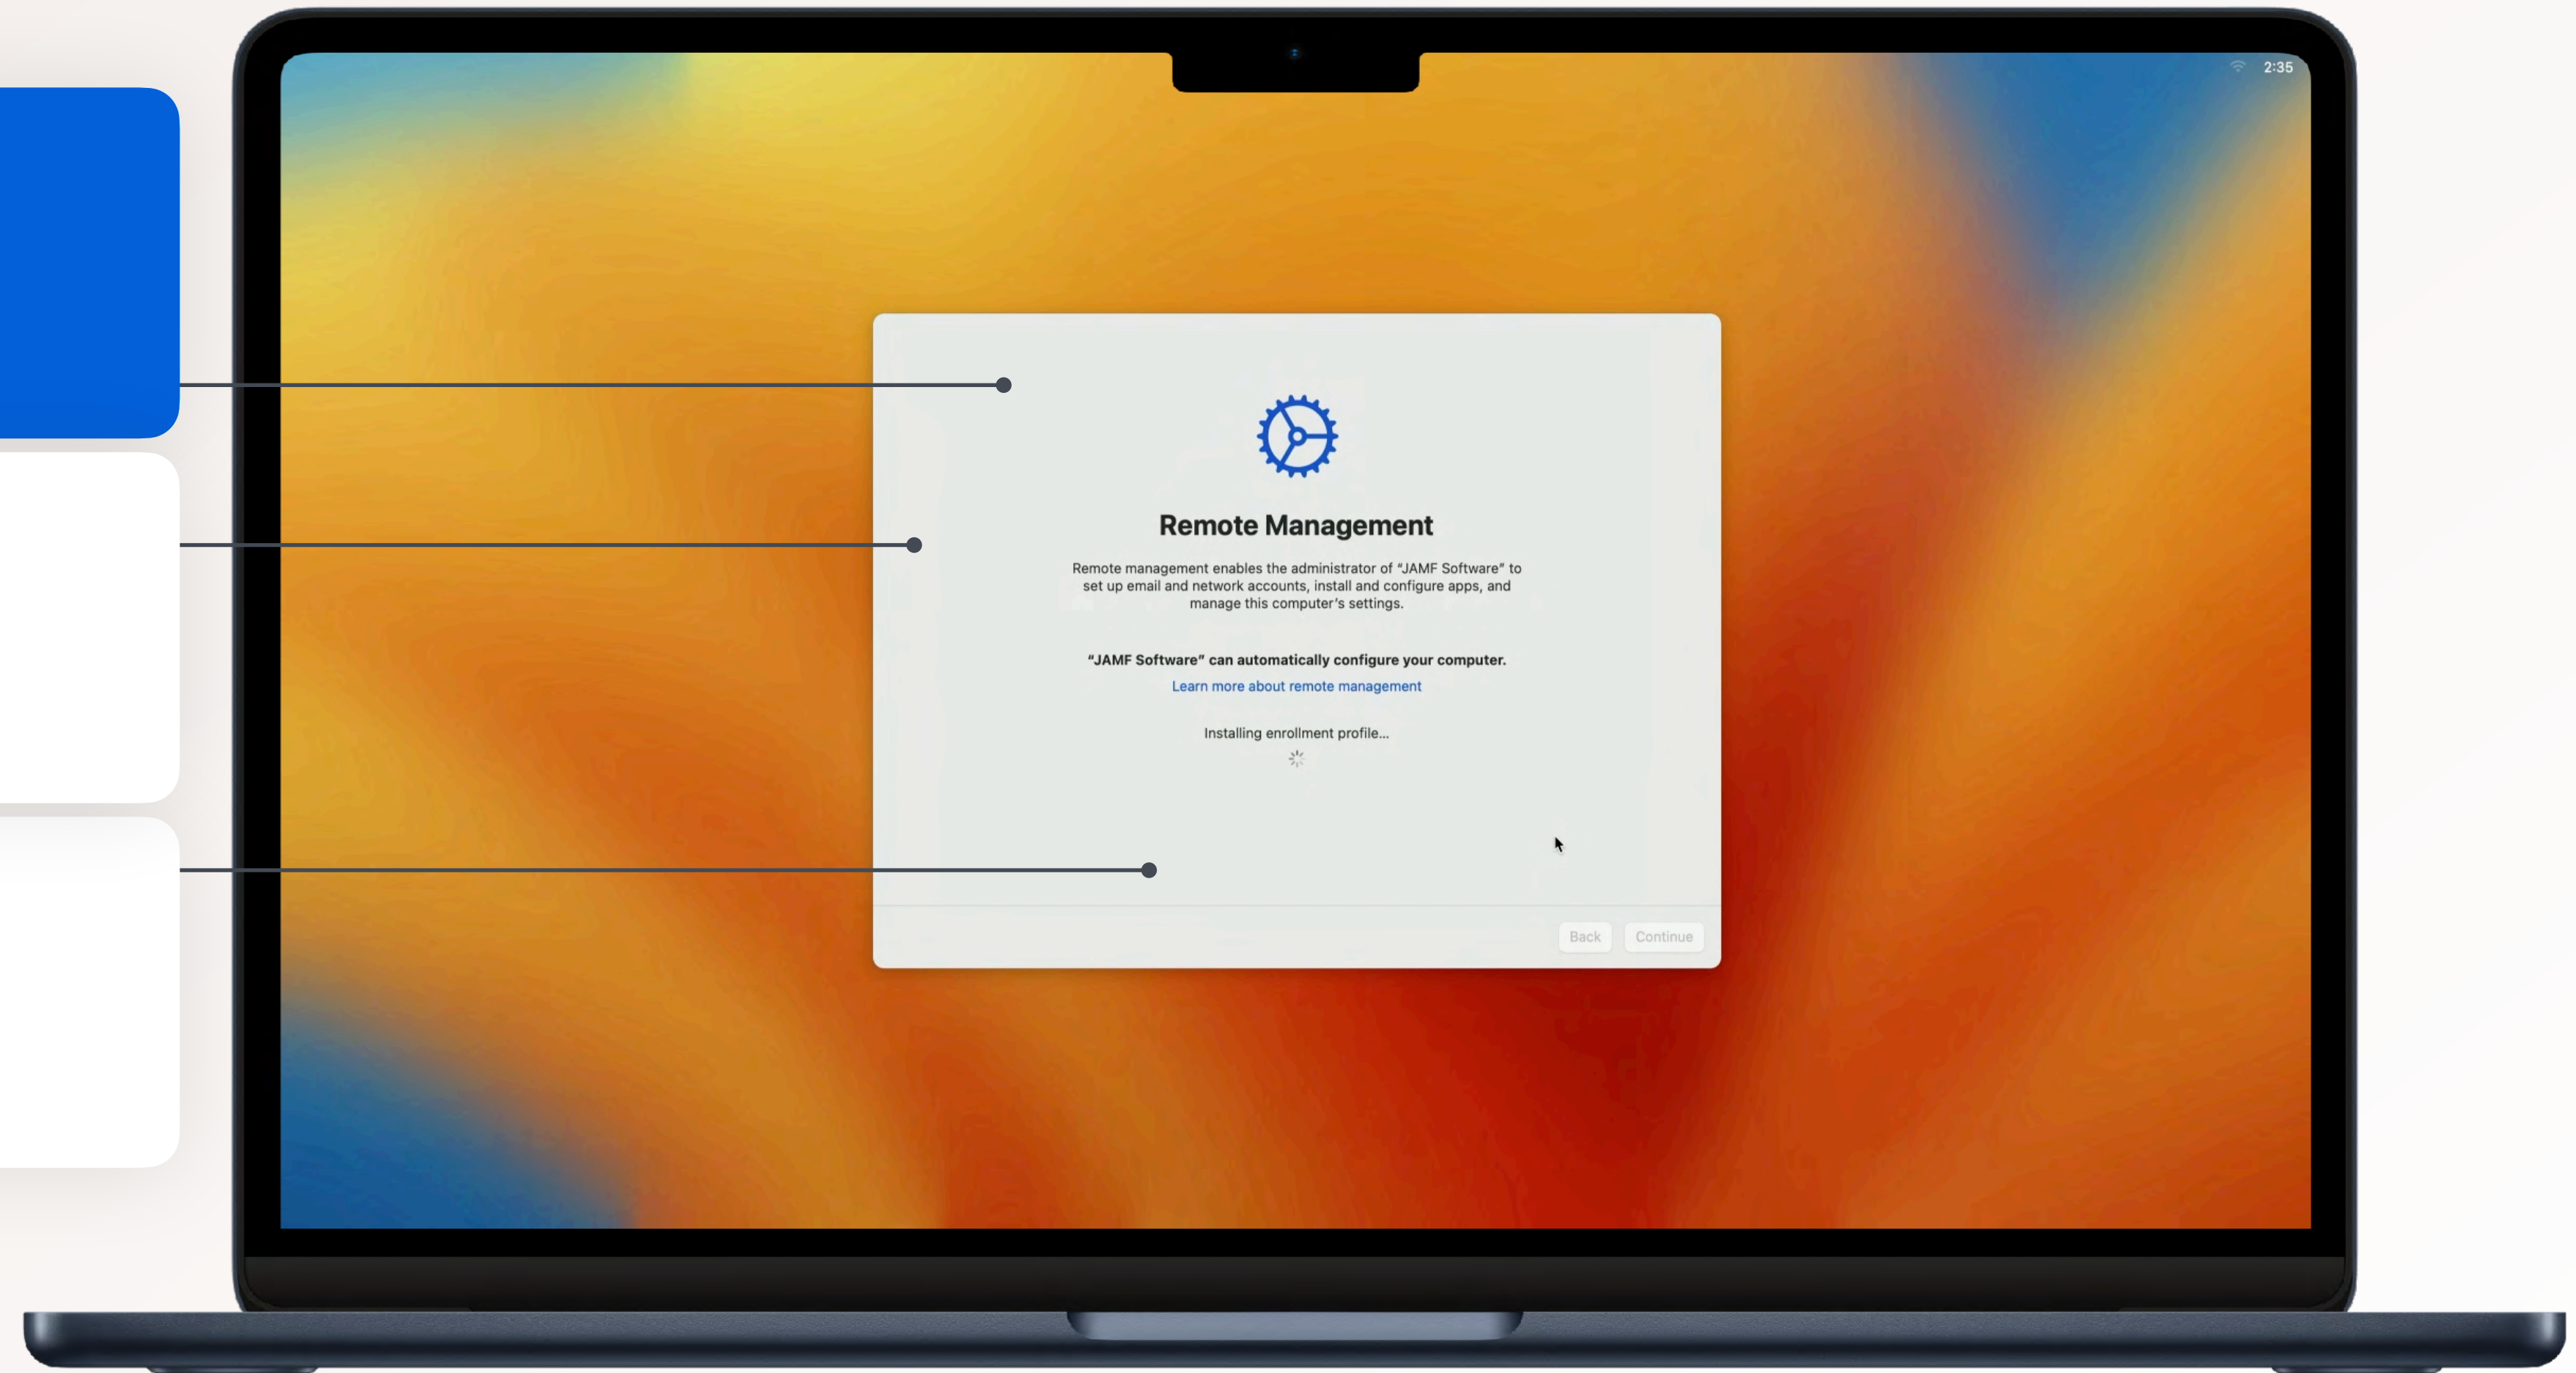 2:35
Remote Management
Remote management enables the administrator of “JAMF Software” to
set up email and network accounts, install and configure apps, and
manage this computer’s settings.
“JAMF Software” can automatically configure your computer.
Learn more about remote management
Installing enrollment profile...
Back
Continue